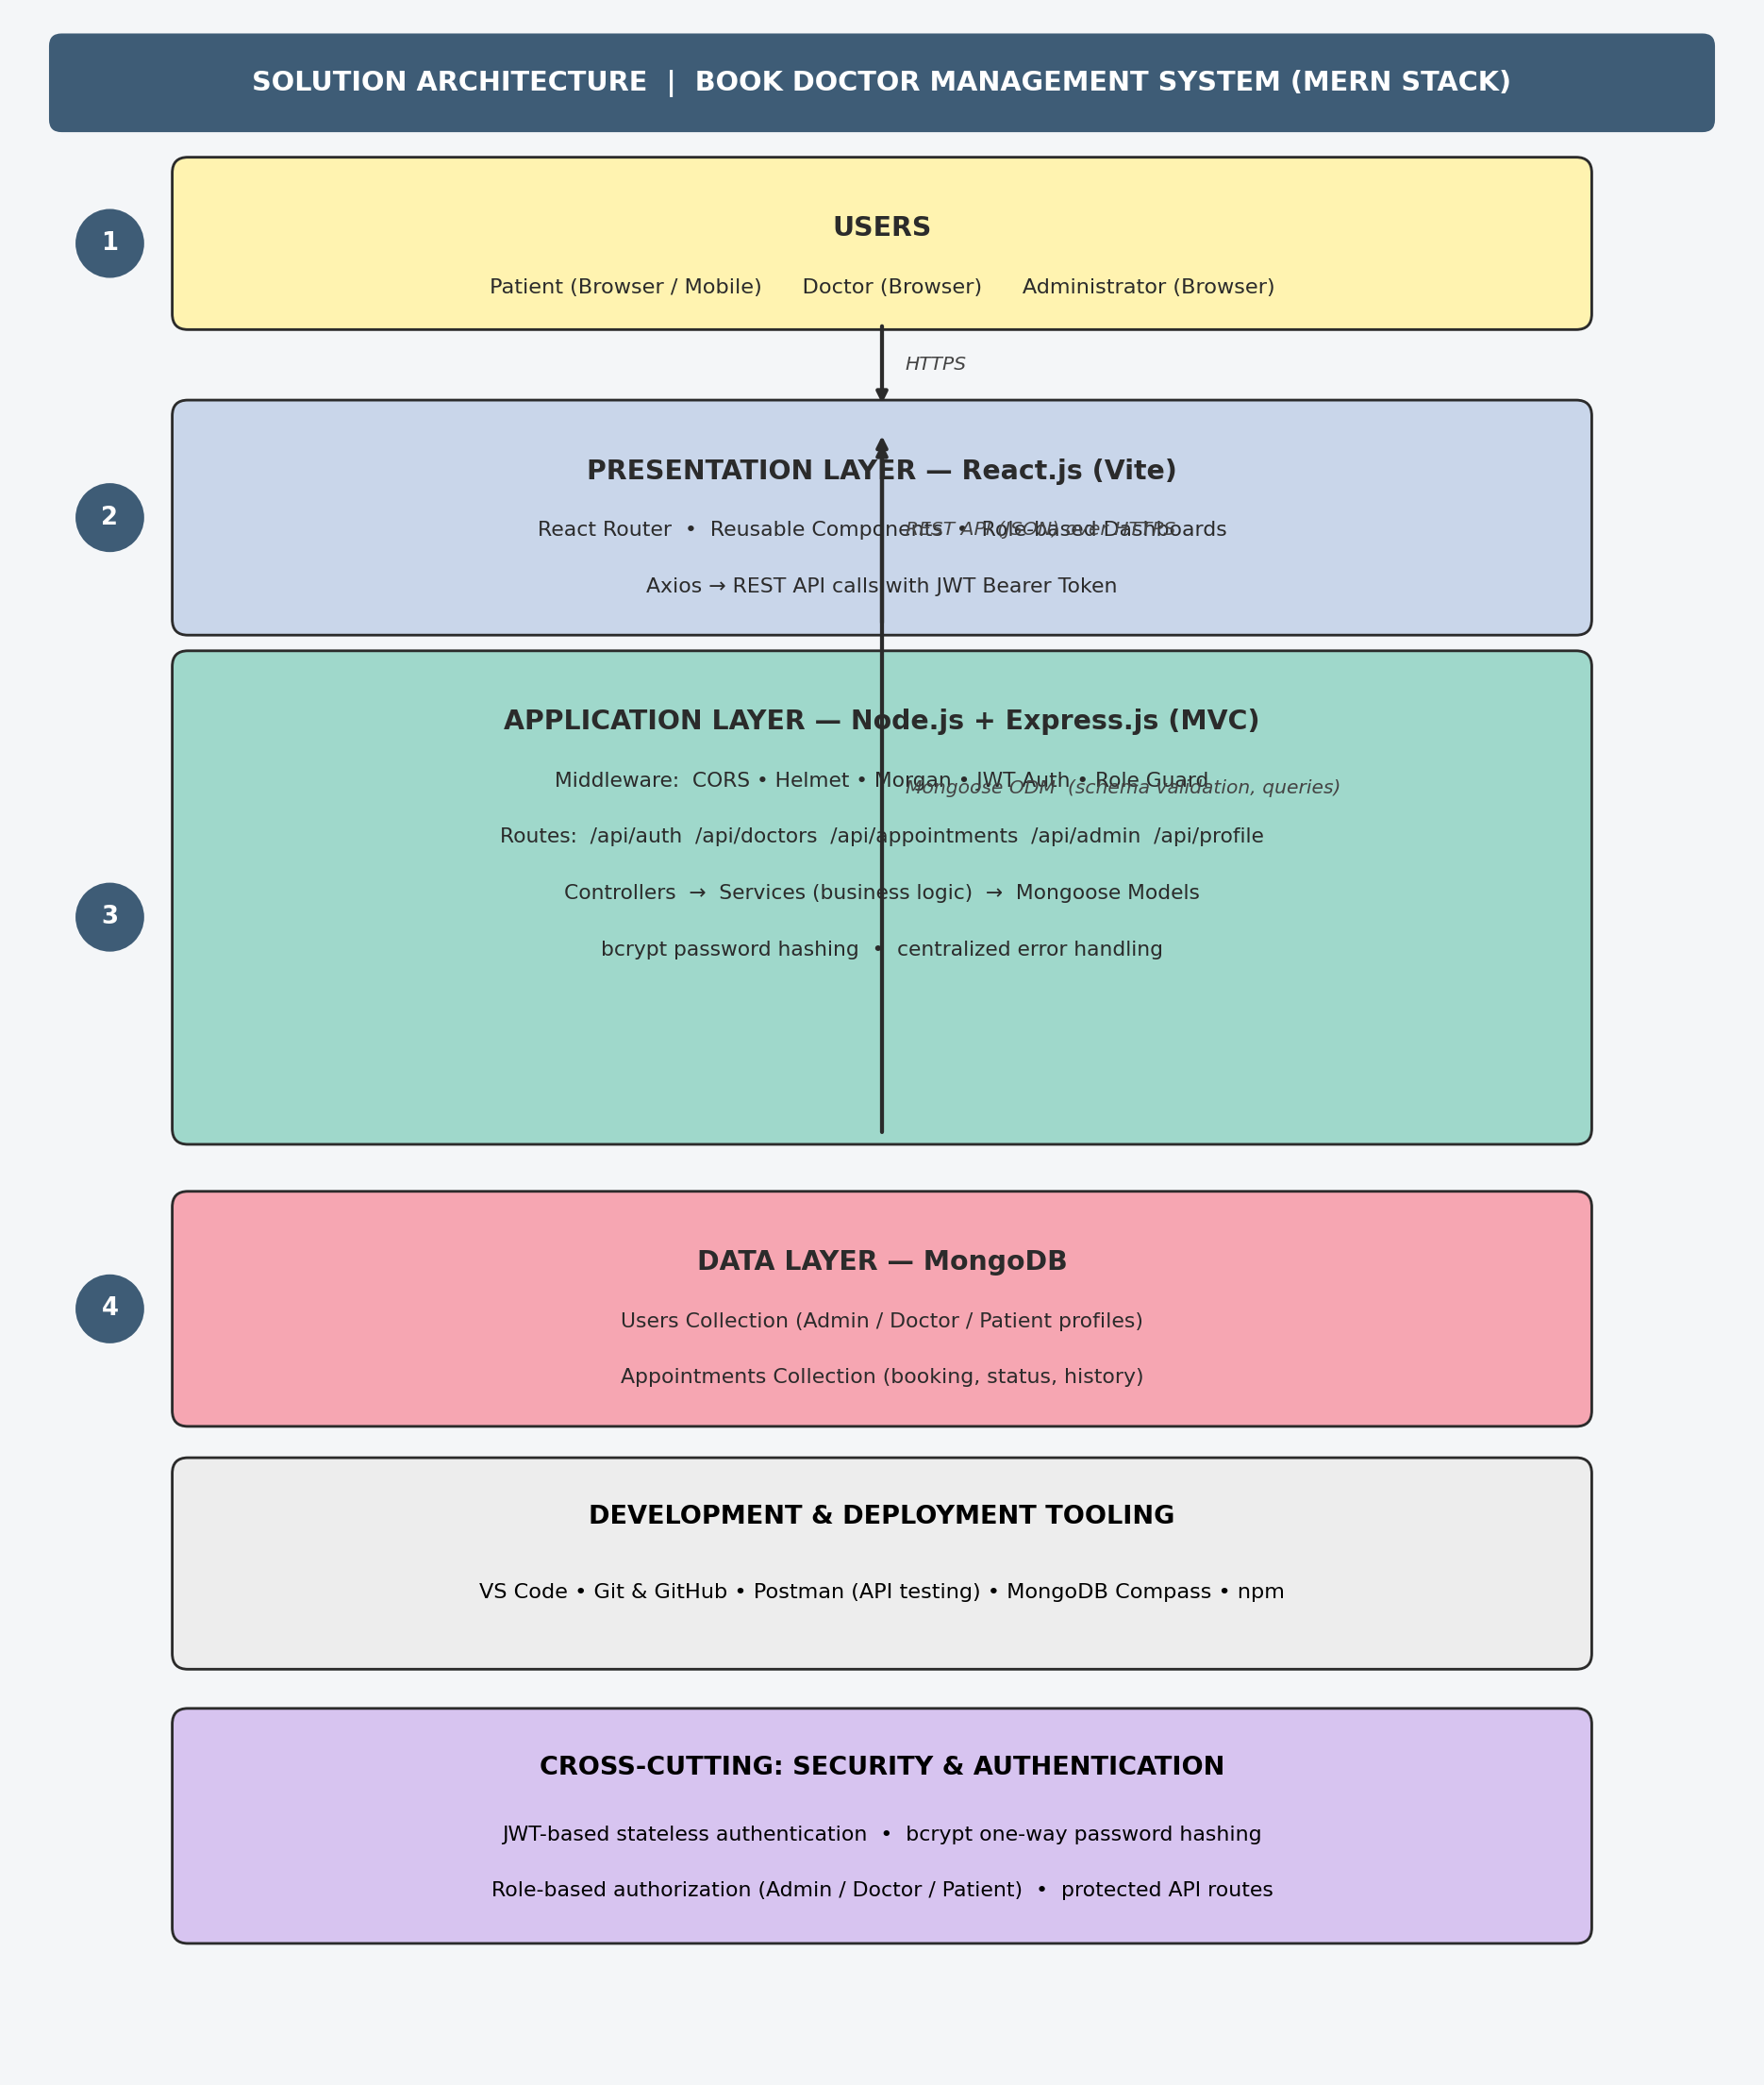 SOLUTION ARCHITECTURE | BOOK DOCTOR MANAGEMENT SYSTEM (MERN STACK)
1
USERS
Patient (Browser / Mobile) Doctor (Browser) Administrator (Browser)
HTTPS
2
PRESENTATION LAYER — React.js (Vite)
React Router • Reusable Components • Role-based Dashboards
REST API (JSON) over HTTPS
Axios → REST API calls with JWT Bearer Token
APPLICATION LAYER — Node.js + Express.js (MVC)
Middleware: CORS • Helmet • Morgan • JWT Auth • Role Guard
Mongoose ODM (schema validation, queries)
Routes: /api/auth /api/doctors /api/appointments /api/admin /api/profile
Controllers → Services (business logic) → Mongoose Models
3
bcrypt password hashing • centralized error handling
DATA LAYER — MongoDB
4
Users Collection (Admin / Doctor / Patient profiles)
Appointments Collection (booking, status, history)
DEVELOPMENT & DEPLOYMENT TOOLING
VS Code • Git & GitHub • Postman (API testing) • MongoDB Compass • npm
CROSS-CUTTING: SECURITY & AUTHENTICATION
JWT-based stateless authentication • bcrypt one-way password hashing
Role-based authorization (Admin / Doctor / Patient) • protected API routes